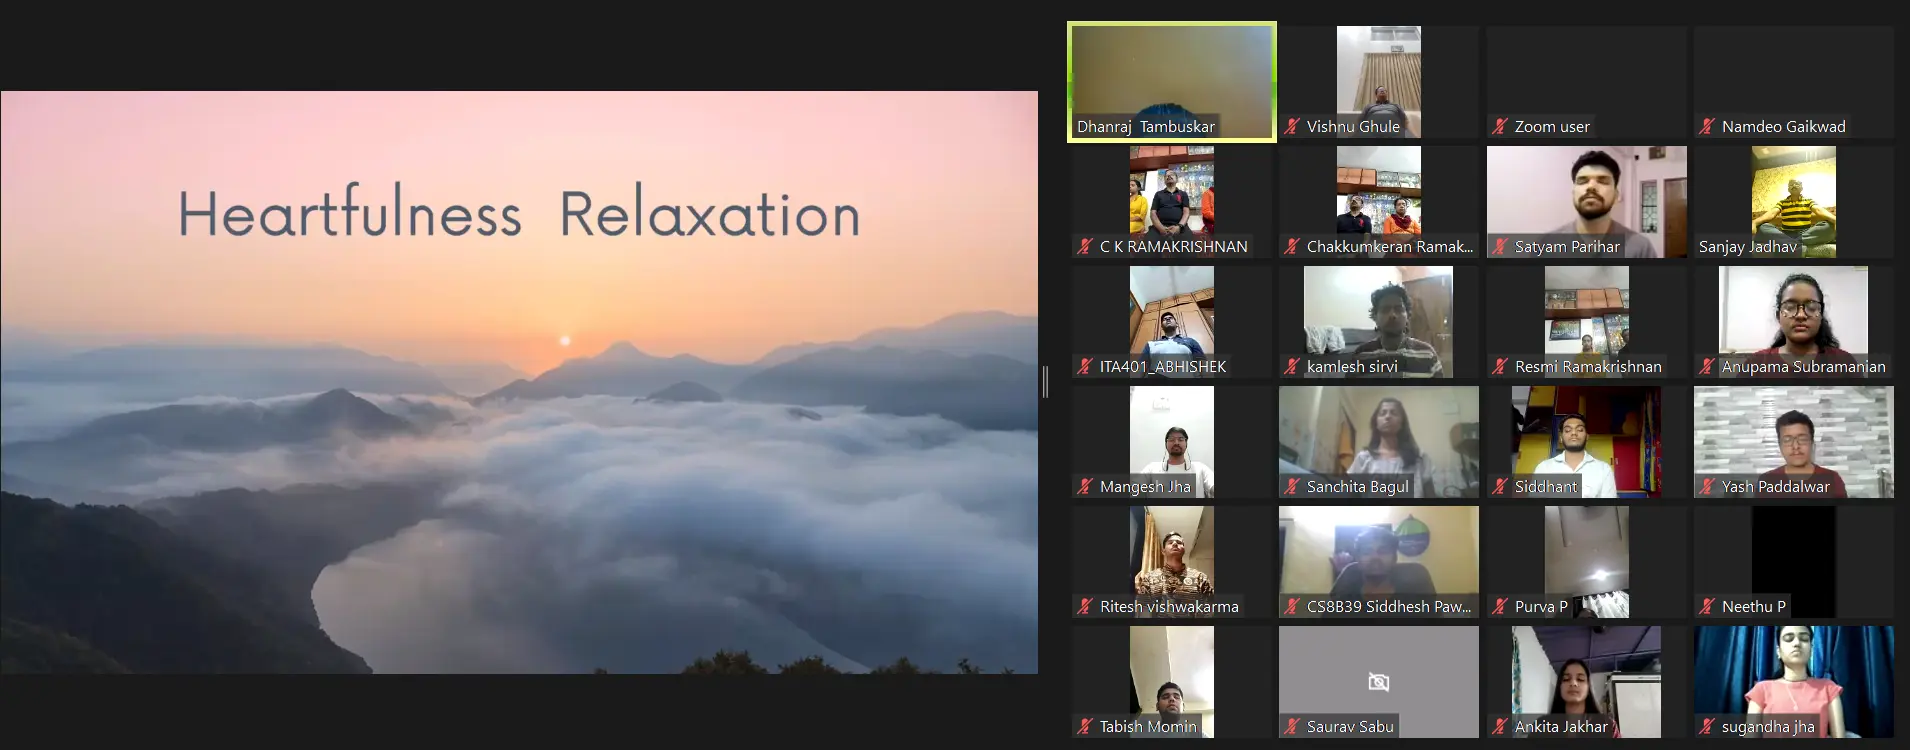 Heartfulness Relaxation
Dhanraj Tambuskar
Vishnu Ghule
Zoom user
Namdeo Gaikwad
C K RAMAKRISHNAN
Chakkumkeran Ramak...
Satyam Parihar
Sanjay Jadhav
ITA401_ABHISHEK
kamlesh sirvi
Resmi Ramakrishnan
Anupama Subramanian
Mangesh Jha
Sanchita Bagul
Siddhant
Yash Paddalwar
Ritesh vishwakarma
CS8B39 Siddhesh Paw...
Purva P
Neethu P
Tabish Momin
Saurav Sabu
Ankita Jakhar
sugandha jha